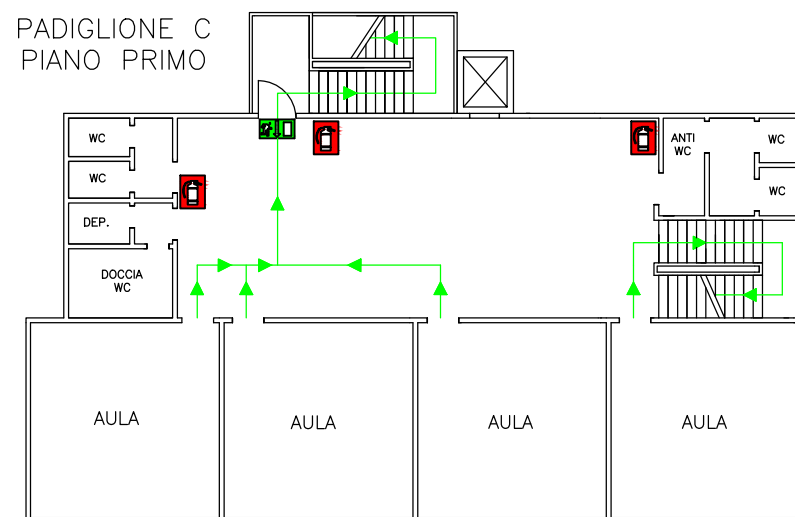 PADIGLIONE C
PIANO PRIMO
WC
WC
DEP.
DOCCIA
WC
ANTI
WC
WC
WC
AULA
AULA
AULA
AULA